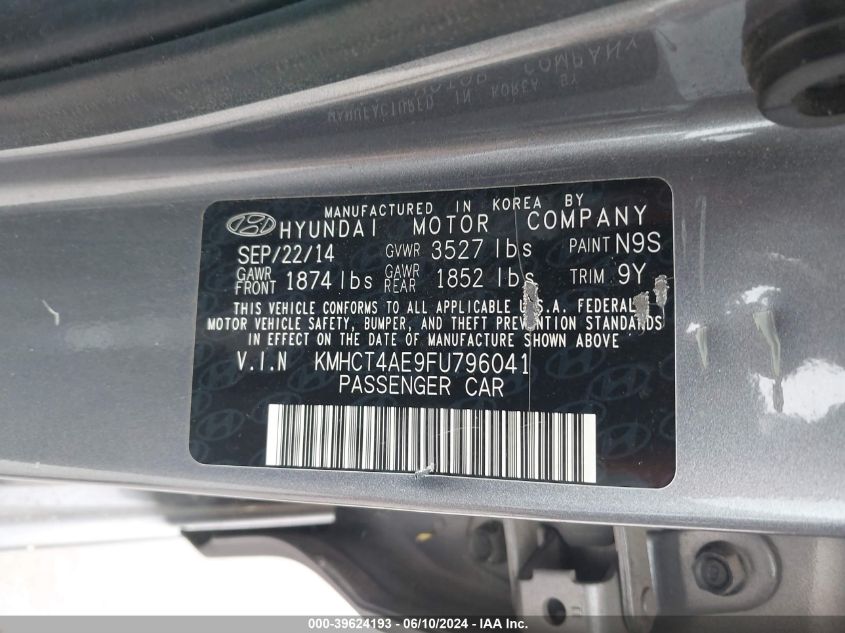 MANUFACTURED IN KOREA BY
HYUNDAI MOTOR COMPANY
SEP/22/14 GVWR 3527 lbs PAINT N9S
GAWR FRONT 1874 lbs GAWR REAR 1852 lbs TRIM 9Y
THIS VEHICLE CONFORMS TO ALL APPLICABLE U.S.A. FEDERAL
MOTOR VEHICLE SAFETY, BUMPER, AND THEFT PREVENTION STANDARDS
IN EFFECT ON THE DATE OF MANUFACTURE SHOWN ABOVE.
V.I.N KMHCT4AE9FU796041
PASSENGER CAR
000-39624193 - 06/10/2024 - IAAI.com